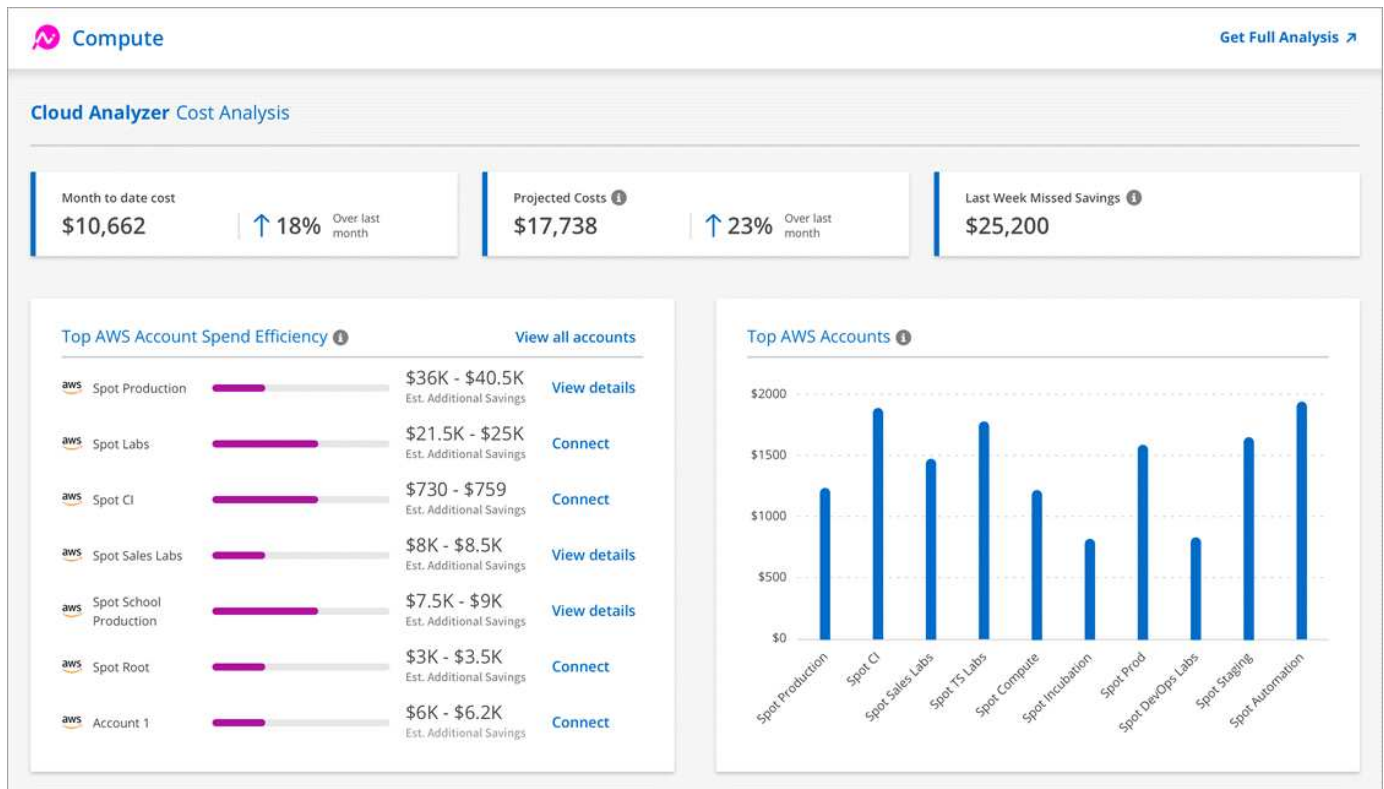 Compute
Get Full Analysis ↗
Cloud Analyzer Cost Analysis
Month to date cost
$10,662
↑ 18% Over last month
Projected Costs
$17,738
↑ 23% Over last month
Last Week Missed Savings
$25,200
Top AWS Account Spend Efficiency
View all accounts
aws Spot Production $36K - $40.5K View details
Est. Additional Savings
aws Spot Labs $21.5K - $25K Connect
Est. Additional Savings
aws Spot CI $730 - $759 Connect
Est. Additional Savings
aws Spot Sales Labs $8K - $8.5K View details
Est. Additional Savings
aws Spot School Production $7.5K - $9K View details
Est. Additional Savings
aws Spot Root $3K - $3.5K Connect
Est. Additional Savings
aws Account 1 $6K - $6.2K Connect
Est. Additional Savings
Top AWS Accounts
$2000
$1500
$1000
$500
$0
Spot Production
Spot CI
Spot Sales Labs
Spot TS Labs
Spot Compute
Spot Incubation
Spot Prod
Spot DevOps Labs
Spot Staging
Spot Automation